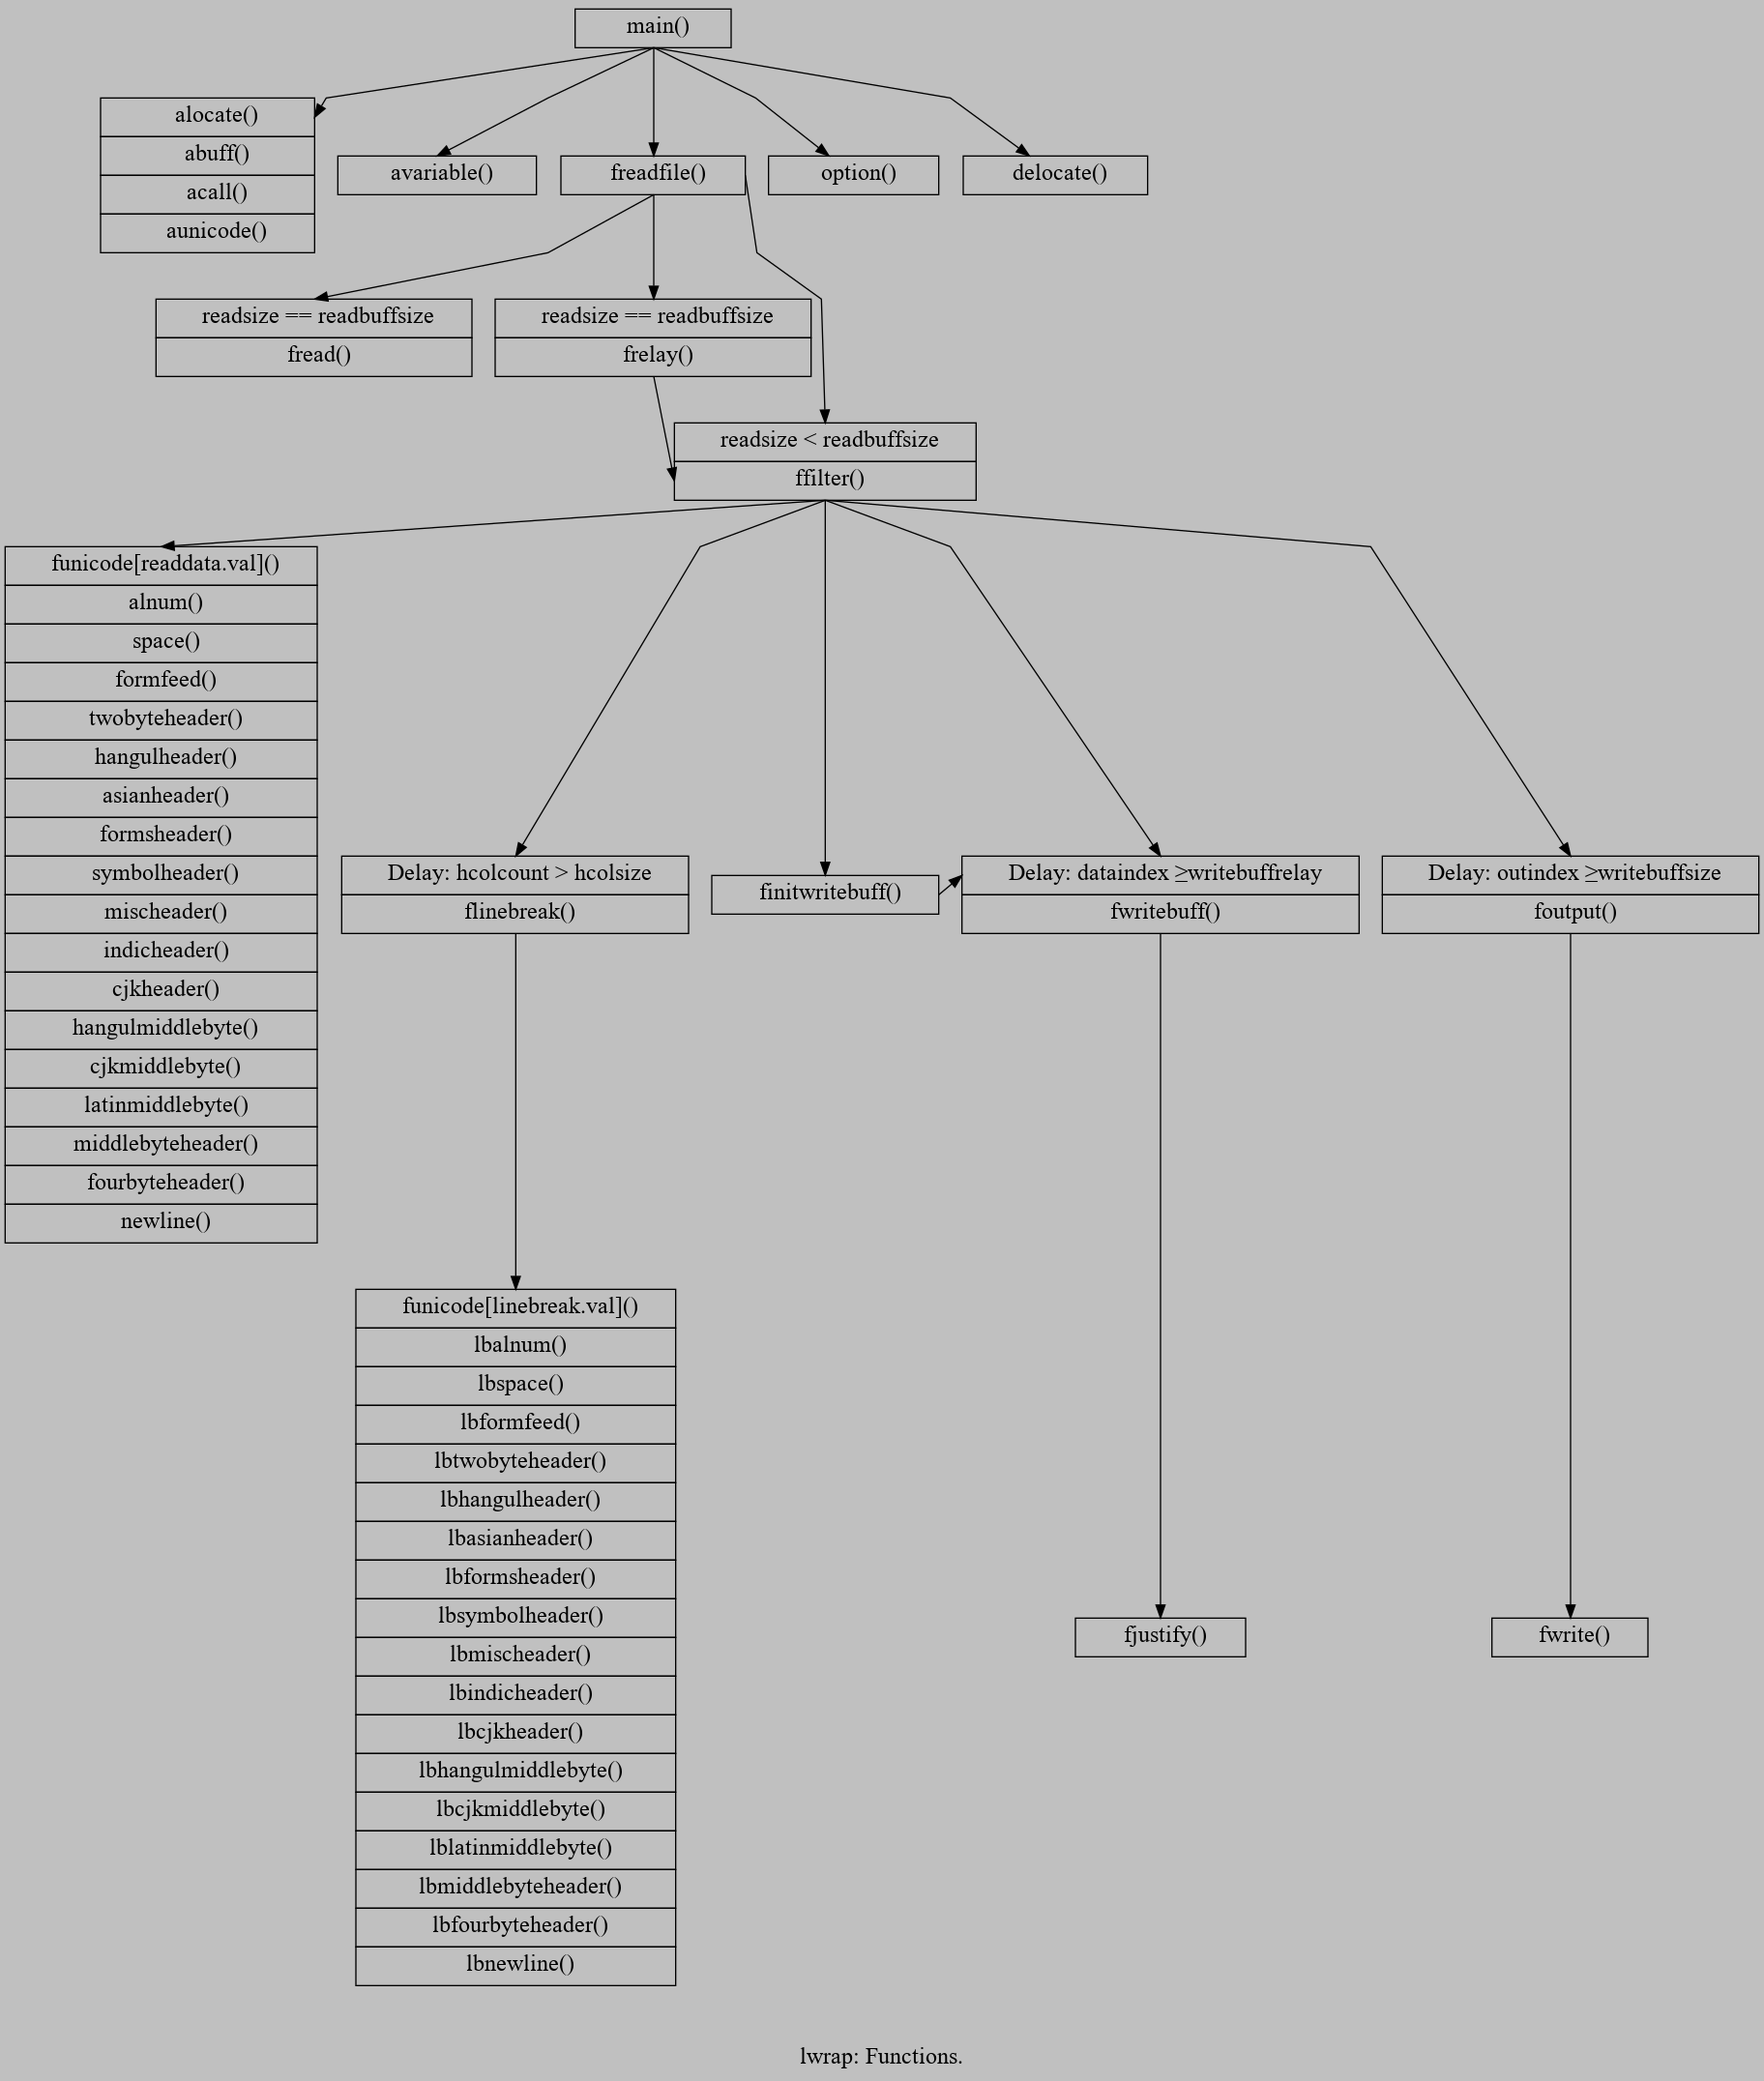 main()
alocate()
abuff()
acall()
aunicode()
avariable()
freadfile()
option()
delocate()
readsize == readbuffsize
fread()
readsize == readbuffsize
frelay()
readsize < readbuffsize
ffilter()
funicode[readdata.val]()
alnum()
space()
formfeed()
twobyteheader()
hangulheader()
asianheader()
formsheader()
symbolheader()
mischeader()
indicheader()
cjkheader()
hangulmiddlebyte()
cjkmiddlebyte()
latinmiddlebyte()
middlebyteheader()
fourbyteheader()
newline()
Delay: hcolcount > hcolsize
flinebreak()
finitwritebuff()
Delay: dataindex ≥writebuffrelay
fwritebuff()
Delay: outindex ≥writebuffsize
foutput()
funicode[linebreak.val]()
lbalnum()
lbspace()
lbformfeed()
lbtwobyteheader()
lbhangulheader()
lbasianheader()
lbformsheader()
lbsymbolheader()
lbmischeader()
lbindicheader()
lbcjkheader()
lbhangulmiddlebyte()
lbcjkmiddlebyte()
lblatinmiddlebyte()
lbmiddlebyteheader()
lbfourbyteheader()
lbnewline()
fjustify()
fwrite()
lwrap: Functions.